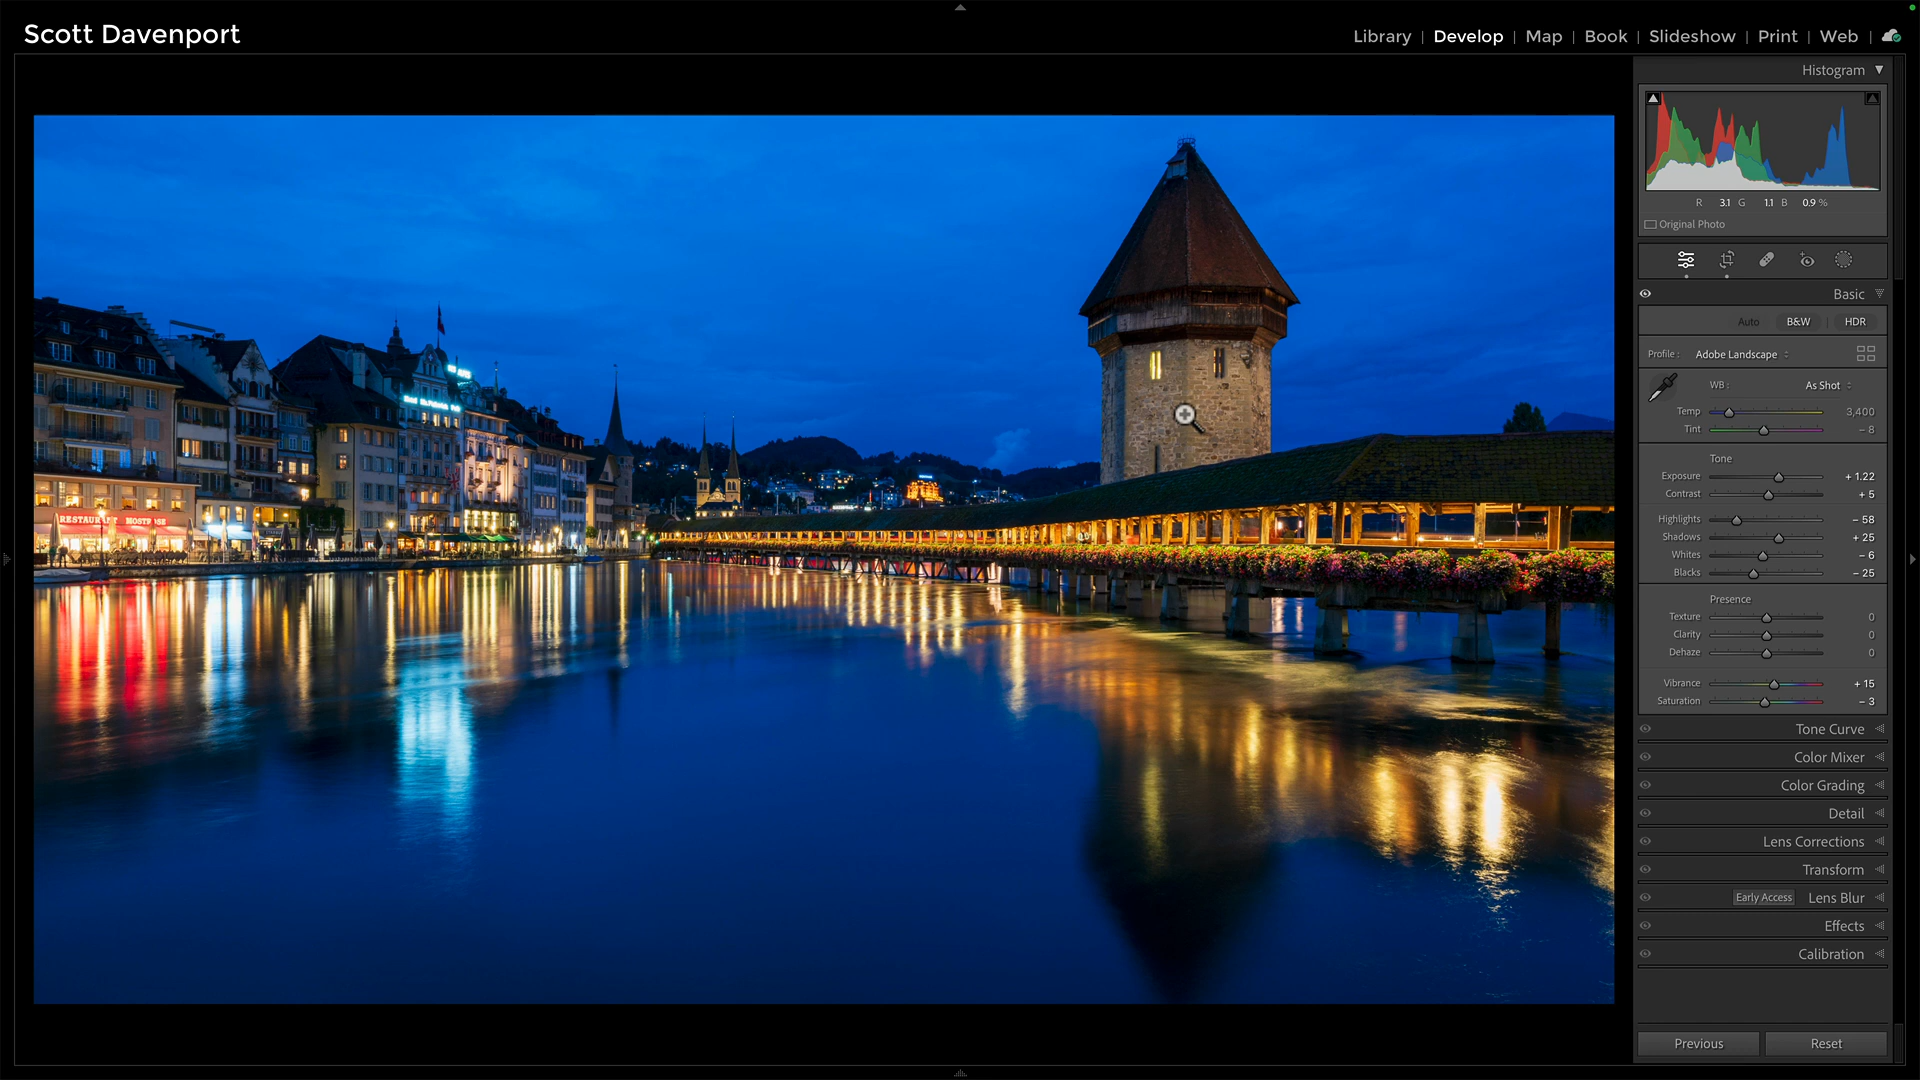 Scott Davenport
Library | Develop | Map | Book | Slideshow | Print | Web |
Histogram
R 3.1 G 1.1 B 0.9 %
Original Photo
Basic
Auto B&W | HDR
Profile : Adobe Landscape
WB : As Shot
Temp 3,400
Tint – 8
Tone
Exposure + 1.22
Contrast + 5
Highlights – 58
Shadows + 25
Whites – 6
Blacks – 25
Presence
Texture 0
Clarity 0
Dehaze 0
Vibrance + 15
Saturation – 3
Tone Curve
Color Mixer
Color Grading
Detail
Lens Corrections
Transform
Early Access Lens Blur
Effects
Calibration
Previous Reset
RESTAURANT